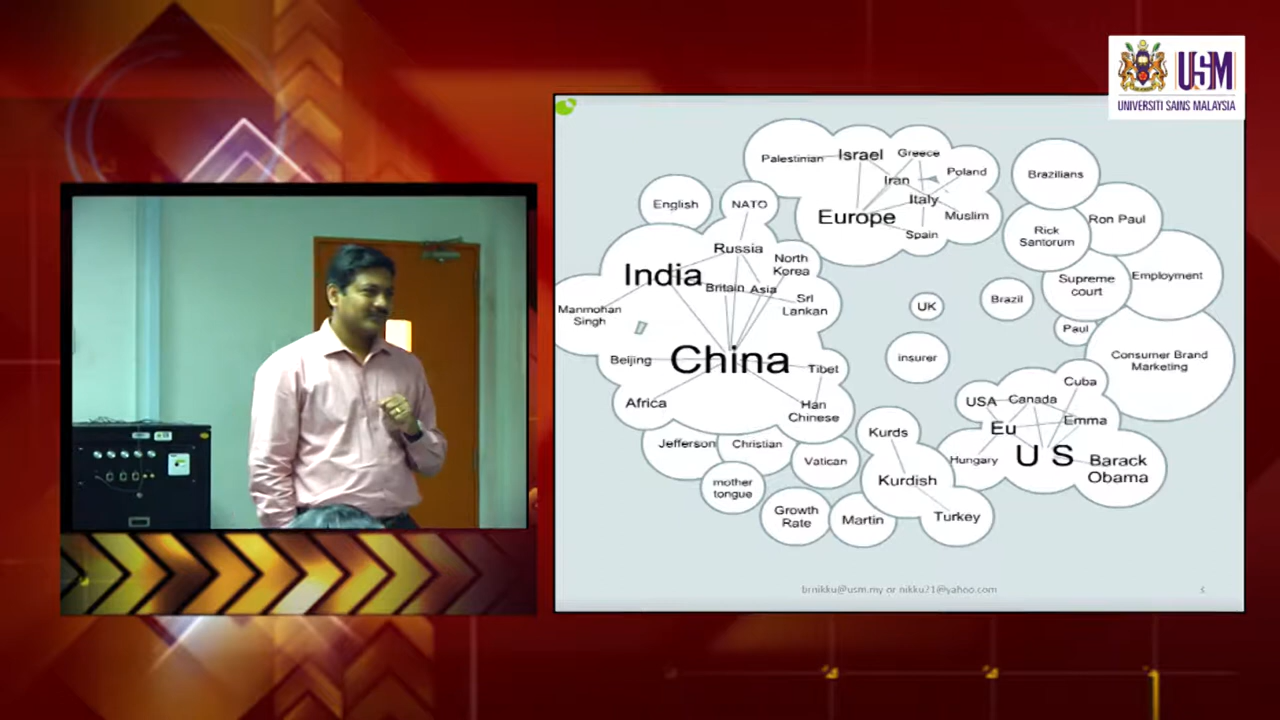 USM
UNIVERSITI SAINS MALAYSIA
Palestinian
Israel
Greece
Iran
Poland
Italy
Europe
Muslim
Spain
Brazilians
Ron Paul
Rick
Santorum
English
NATO
Russia
North
Korea
India
Britain
Asia
Sri
Lankan
Manmohan
Singh
Beijing
China
Tibet
Africa
Han
Chinese
Supreme
court
Employment
UK
Brazil
Paul
insurer
Consumer Brand
Marketing
Cuba
USA
Canada
Eu
Emma
Hungary
U S
Barack
Obama
Jefferson
Christian
Vatican
Kurds
Kurdish
mother
tongue
Growth
Rate
Martin
Turkey
brnikku@usm.my or nikku21@yahoo.com